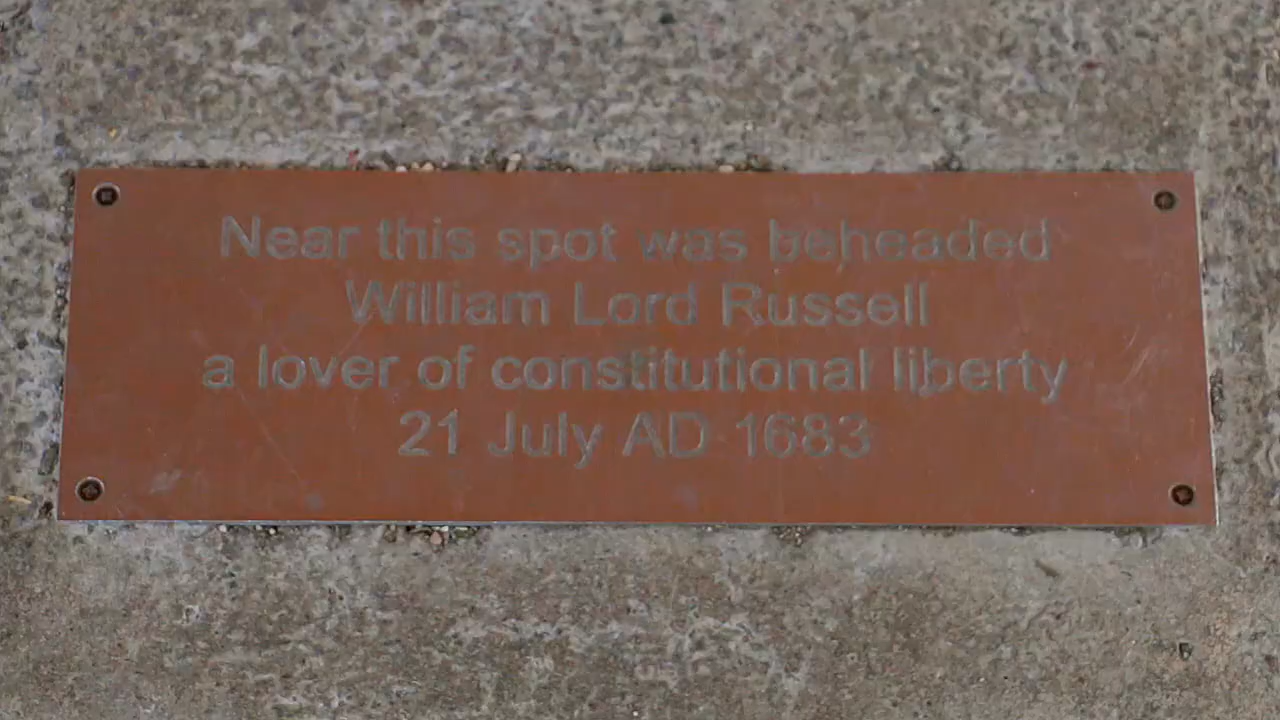 Near this spot was beheaded
William Lord Russell
a lover of constitutional liberty
21 July AD 1683